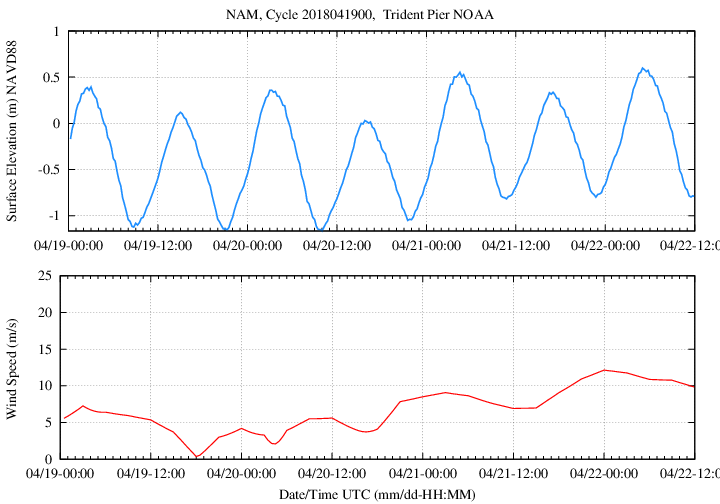 NAM, Cycle 2018041900,  Trident Pier NOAA
Surface Elevation (m) NAVD88
1
0.5
0
-0.5
-1
04/19-00:00 04/19-12:00 04/20-00:00 04/20-12:00 04/21-00:00 04/21-12:00 04/22-00:00 04/22-12:0
Wind Speed (m/s)
25
20
15
10
5
0
04/19-00:00 04/19-12:00 04/20-00:00 04/20-12:00 04/21-00:00 04/21-12:00 04/22-00:00 04/22-12:0
Date/Time UTC (mm/dd-HH:MM)